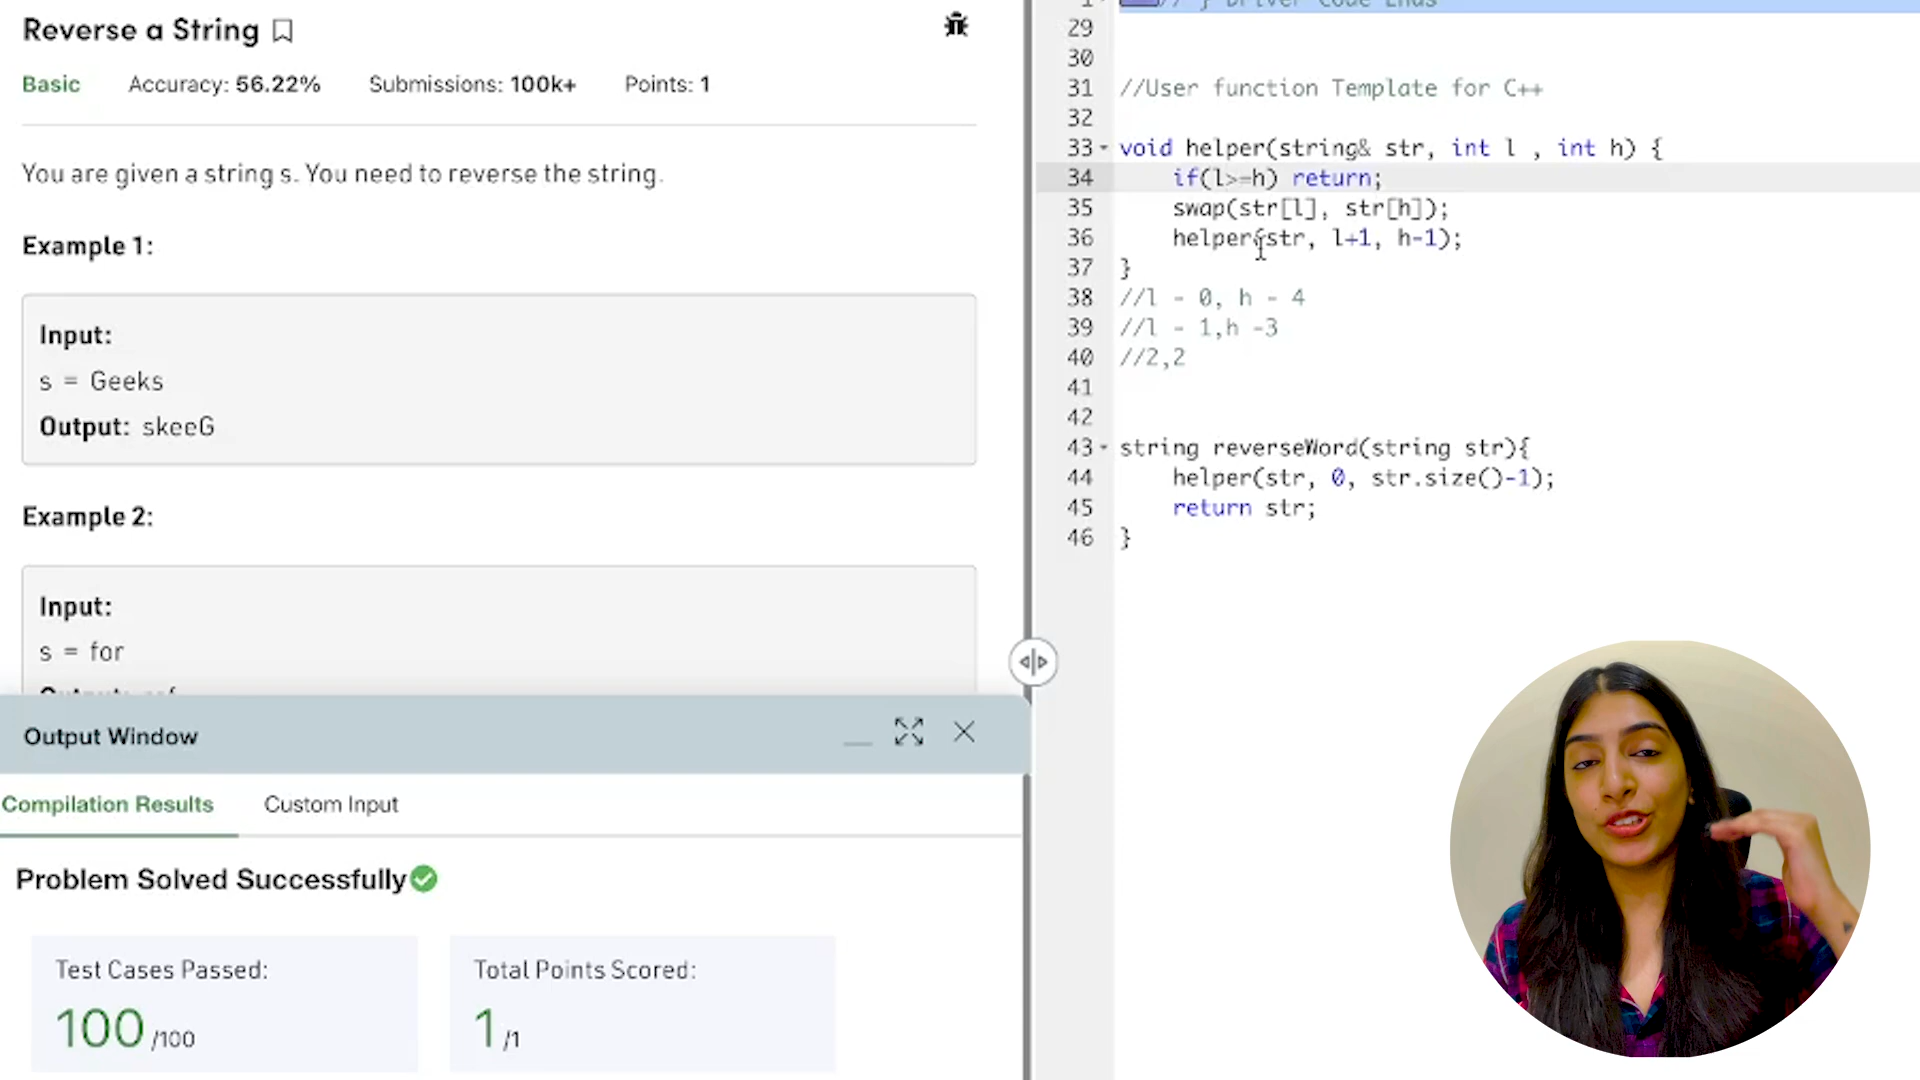 Reverse a String
Basic Accuracy: 56.22% Submissions: 100k+ Points: 1
You are given a string s. You need to reverse the string.
Example 1:
Input:
s = Geeks
Output: skeeG
Example 2:
Input:
s = for
Output Window
Compilation Results Custom Input
Problem Solved Successfully
Test Cases Passed:
100 /100
Total Points Scored:
1 /1
1 // } Driver Code Ends
29
30
31 //User function Template for C++
32
33 void helper(string& str, int l , int h) {
34 if(l>=h) return;
35 swap(str[l], str[h]);
36 helper(str, l+1, h-1);
37 }
38 //l - 0, h - 4
39 //l - 1,h -3
40 //2,2
41
42
43 string reverseWord(string str){
44 helper(str, 0, str.size()-1);
45 return str;
46 }